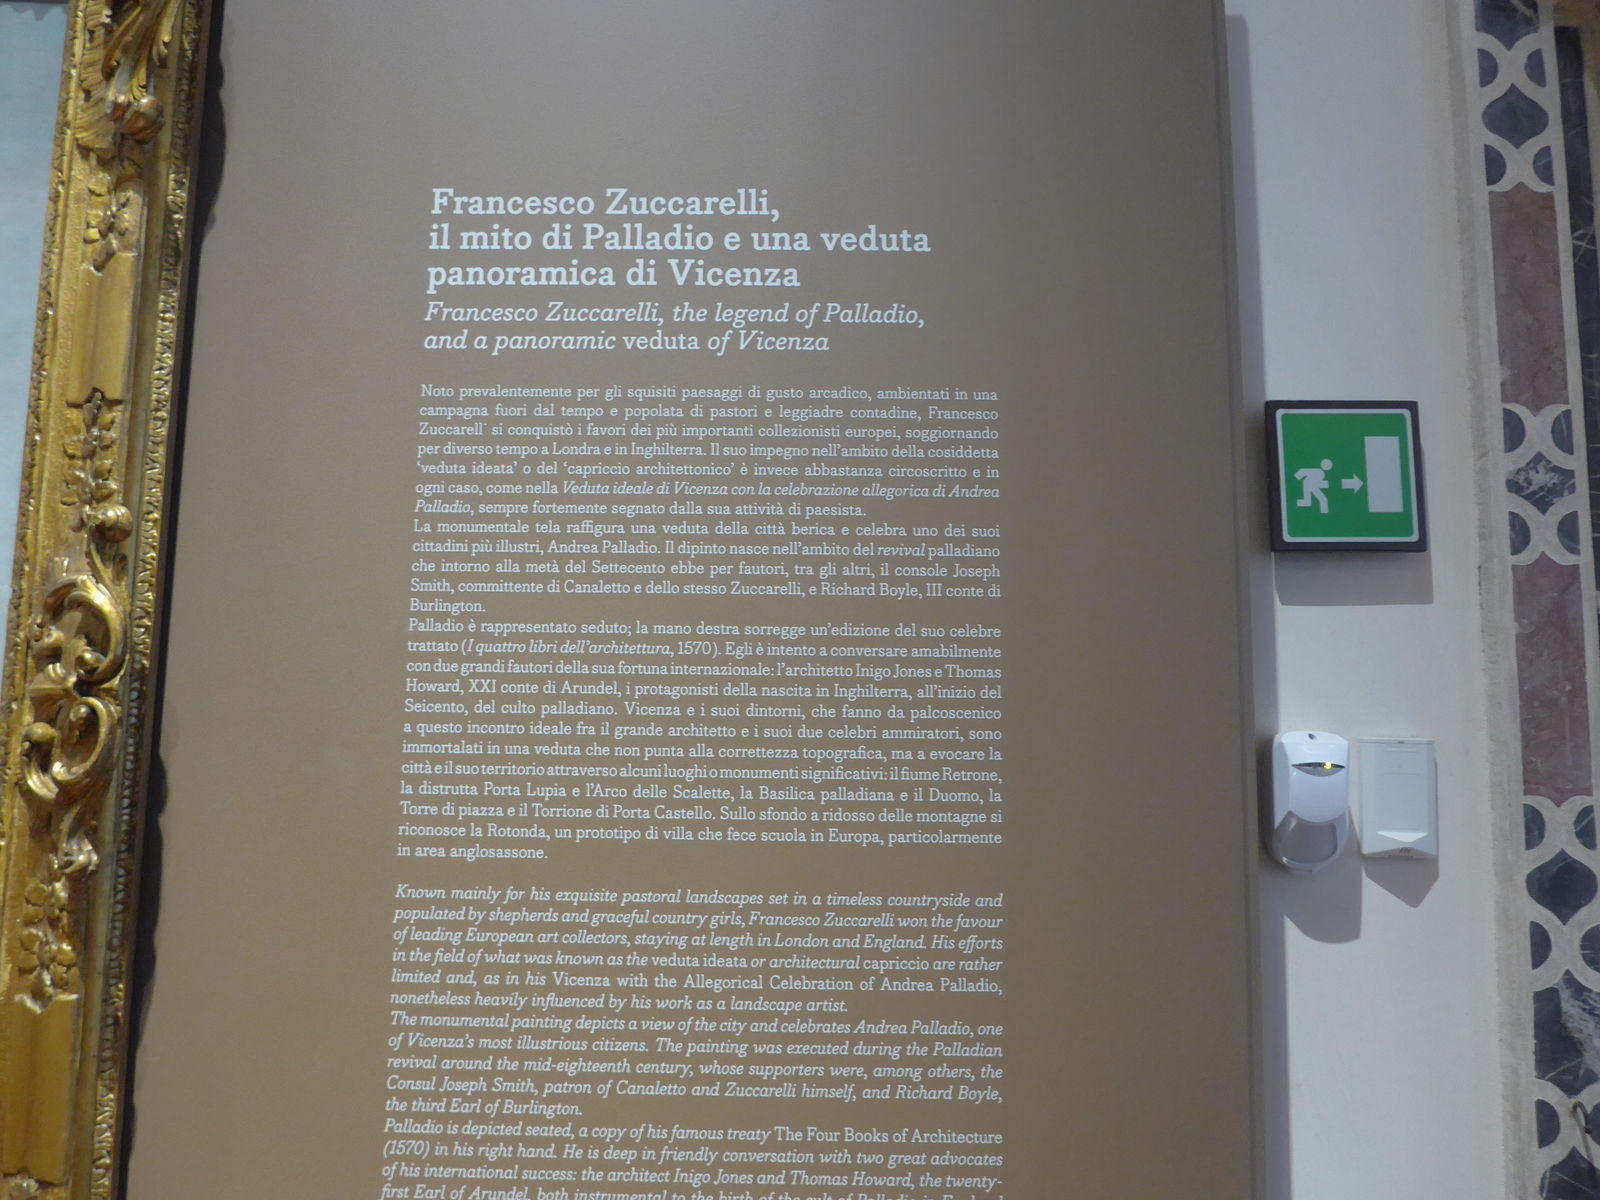 Francesco Zuccarelli,
il mito di Palladio e una veduta
panoramica di Vicenza
Francesco Zuccarelli, the legend of Palladio,
and a panoramic veduta of Vicenza
Noto prevalentemente per gli squisiti paesaggi di gusto arcadico, ambientati in una
campagna fuori dal tempo e popolata di pastori e leggiadre contadine, Francesco
Zuccarell si conquistò i favori dei più importanti collezionisti europei, soggiornando
per diverso tempo a Londra e in Inghilterra. Il suo impegno nell'ambito della cosiddetta
'veduta ideata' o del 'capriccio architettonico' è invece abbastanza circoscritto e in
ogni caso, come nella Veduta ideale di Vicenza con la celebrazione allegorica di Andrea
Palladio, sempre fortemente segnato dalla sua attività di paesista.
La monumentale tela raffigura una veduta della città berica e celebra uno dei suoi
cittadini più illustri, Andrea Palladio. Il dipinto nasce nell'ambito del revival palladiano
che intorno alla metà del Settecento ebbe per fautori, tra gli altri, il console Joseph
Smith, committente di Canaletto e dello stesso Zuccarelli, e Richard Boyle, III conte di
Burlington.
Palladio è rappresentato seduto; la mano destra sorregge un'edizione del suo celebre
trattato (I quattro libri dell'architettura, 1570). Egli è intento a conversare amabilmente
con due grandi fautori della sua fortuna internazionale: l'architetto Inigo Jones e Thomas
Howard, XXI conte di Arundel, i protagonisti della nascita in Inghilterra, all'inizio del
Seicento, del culto palladiano. Vicenza e i suoi dintorni, che fanno da palcoscenico
a questo incontro ideale fra il grande architetto e i suoi due celebri ammiratori, sono
immortalati in una veduta che non punta alla correttezza topografica, ma a evocare la
città e il suo territorio attraverso alcuni luoghi o monumenti significativi: il fiume Retrone,
la distrutta Porta Lupia e l'Arco delle Scalette, la Basilica palladiana e il Duomo, la
Torre di piazza e il Torrione di Porta Castello. Sullo sfondo a ridosso delle montagne si
riconosce la Rotonda, un prototipo di villa che fece scuola in Europa, particolarmente
in area anglosassone.
Known mainly for his exquisite pastoral landscapes set in a timeless countryside and
populated by shepherds and graceful country girls, Francesco Zuccarelli won the favour
of leading European art collectors, staying at length in London and England. His efforts
in the field of what was known as the veduta ideata or architectural capriccio are rather
limited and, as in his Vicenza with the Allegorical Celebration of Andrea Palladio,
nonetheless heavily influenced by his work as a landscape artist.
The monumental painting depicts a view of the city and celebrates Andrea Palladio, one
of Vicenza's most illustrious citizens. The painting was executed during the Palladian
revival around the mid-eighteenth century, whose supporters were, among others, the
Consul Joseph Smith, patron of Canaletto and Zuccarelli himself, and Richard Boyle,
the third Earl of Burlington.
Palladio is depicted seated, a copy of his famous treaty The Four Books of Architecture
(1570) in his right hand. He is deep in friendly conversation with two great advocates
of his international success: the architect Inigo Jones and Thomas Howard, the twenty-
first Earl of Arundel, both instrumental to the birth of the cult of Palladio in England